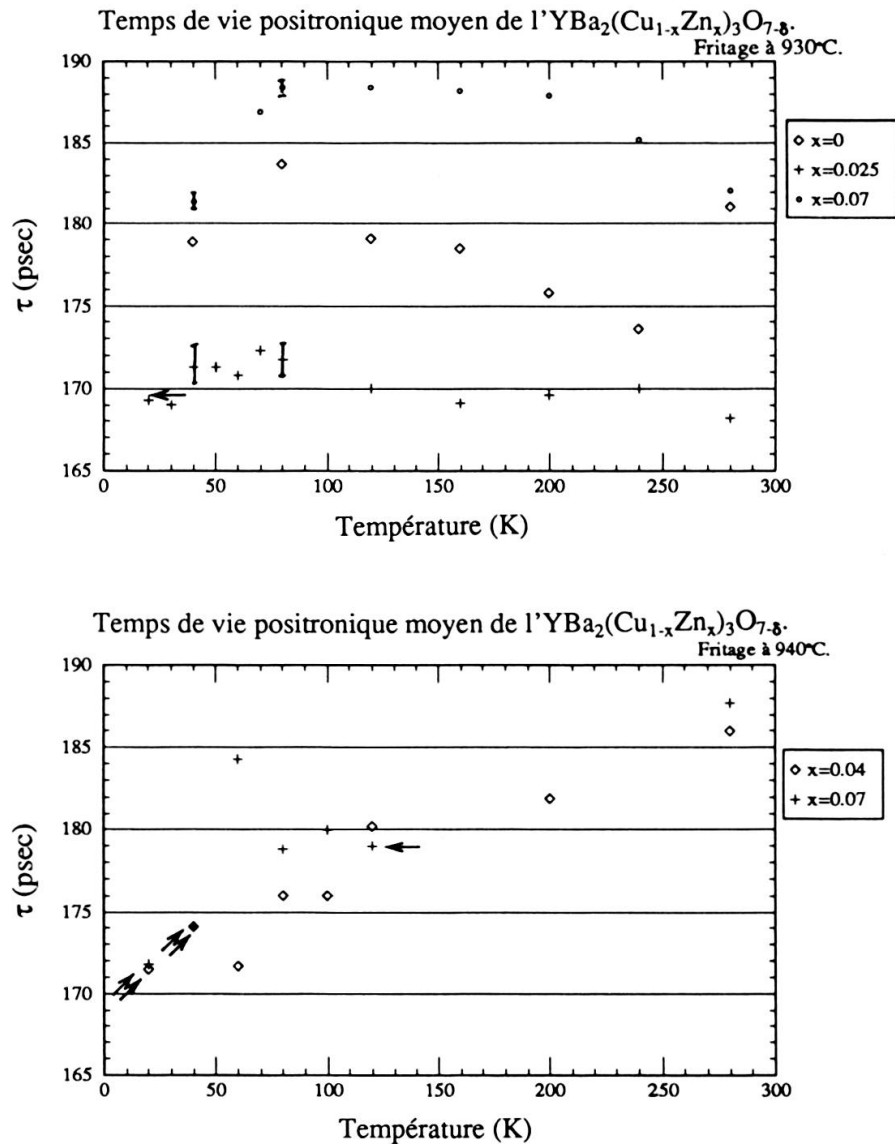 Temps de vie positronique moyen de l'YBa₂(Cu₁₋ₓZnₓ)₃O₇₋δ.
Fritage à 930°C.
190
185
180
175
170
165
τ (psec)
0
50
100
150
200
250
300
Température (K)
x=0
x=0.025
x=0.07
Temps de vie positronique moyen de l'YBa₂(Cu₁₋ₓZnₓ)₃O₇₋δ.
Fritage à 940°C.
190
185
180
175
170
165
τ (psec)
0
50
100
150
200
250
300
Température (K)
x=0.04
x=0.07